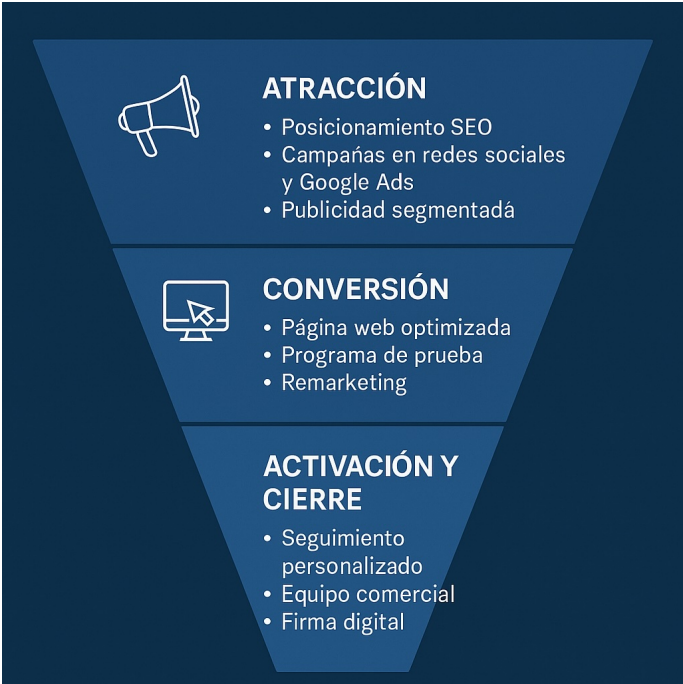 ATRACCIÓN
• Posicionamiento SEO
• Campańas en redes sociales
y Google Ads
• Publicidad segmentadá
CONVERSIÓN
• Página web optimizada
• Programa de prueba
• Remarketing
ACTIVACIÓN Y
CIERRE
• Seguimiento
personalizado
• Equipo comercial
• Firma digital